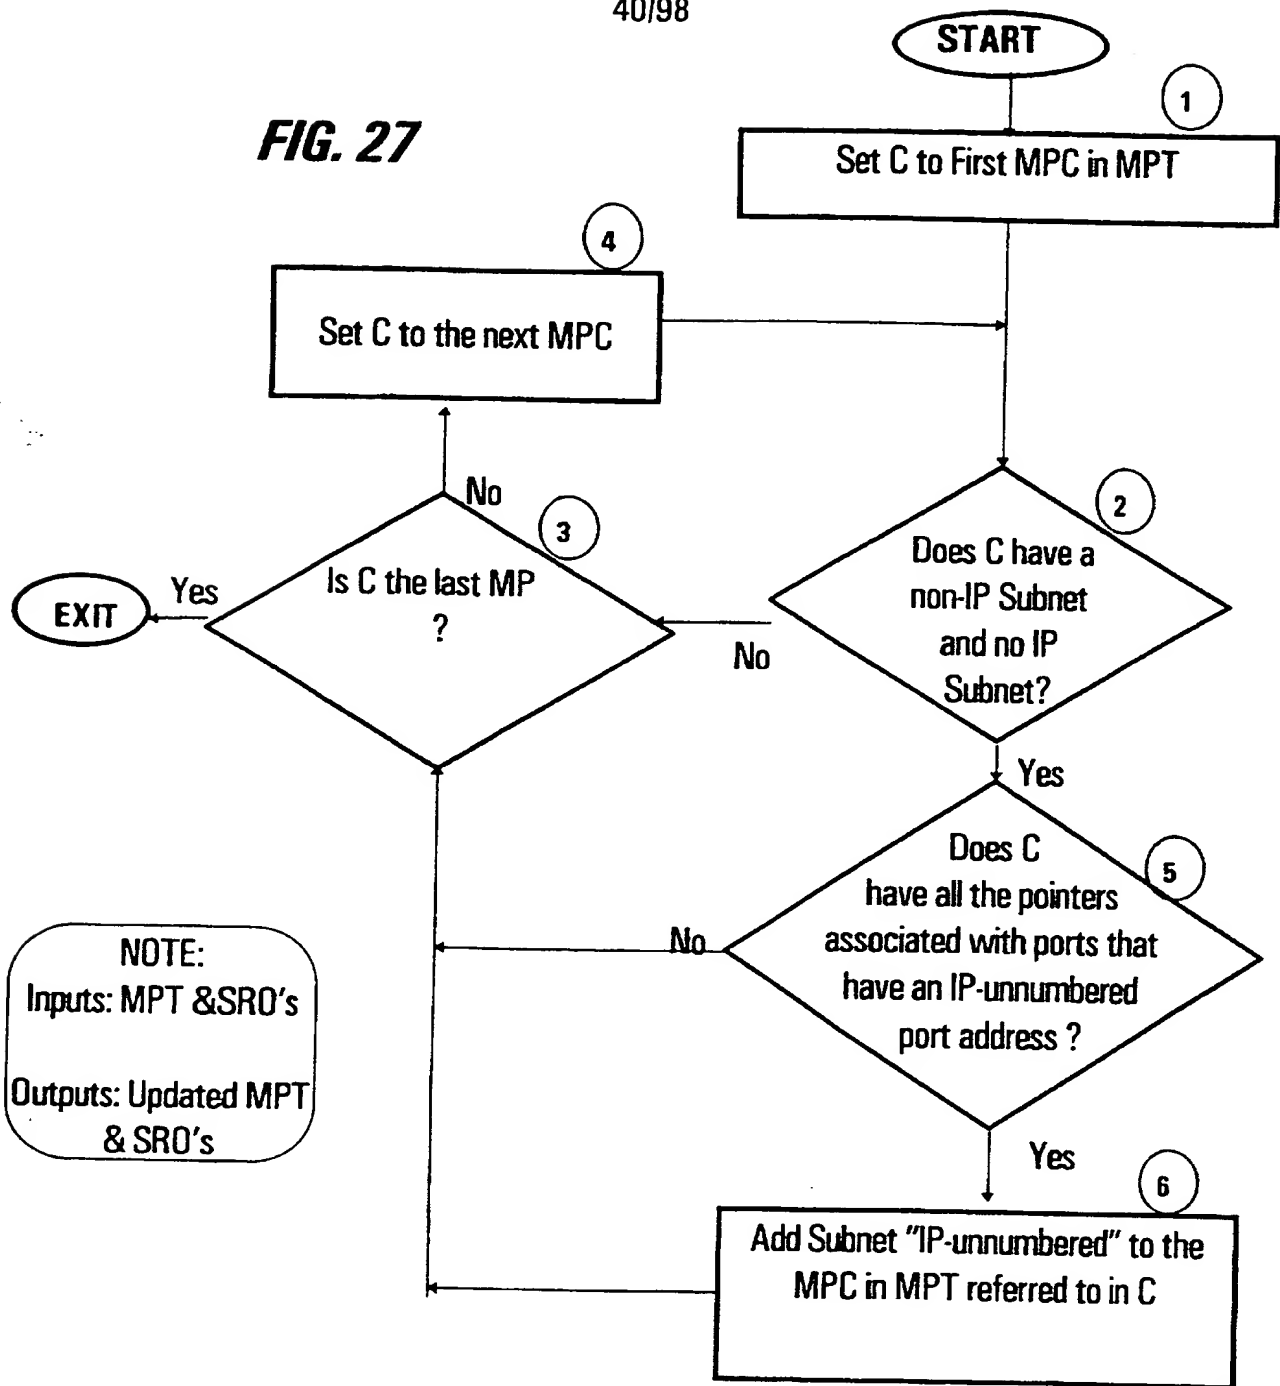 40/98
START
FIG. 27
1
Set C to First MPC in MPT
4
Set C to the next MPC
No
3
Is C the last MP
?
Yes
EXIT
2
Does C have a
non-IP Subnet
and no IP
Subnet?
No
Yes
5
Does C
have all the pointers
associated with ports that
have an IP-unnumbered
port address ?
No
Yes
6
Add Subnet "IP-unnumbered" to the
MPC in MPT referred to in C
NOTE:
Inputs: MPT &SRO's
Outputs: Updated MPT
& SRO's